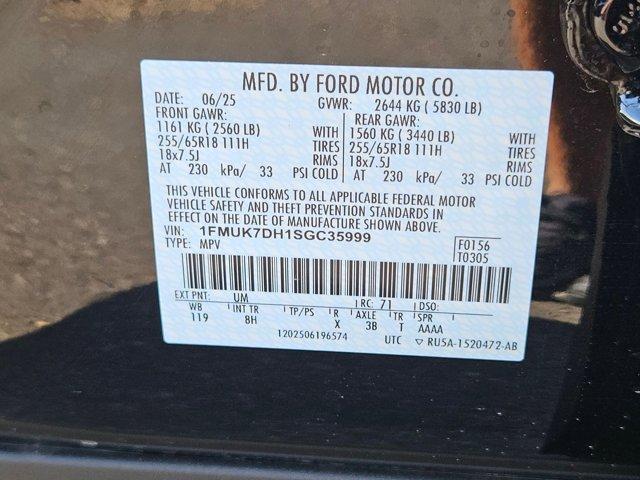 MFD. BY FORD MOTOR CO.
DATE: 06/25 GVWR: 2644 KG ( 5830 LB)
FRONT GAWR: REAR GAWR:
1161 KG ( 2560 LB) WITH 1560 KG ( 3440 LB) WITH
255/65R18 111H TIRES 255/65R18 111H TIRES
18x7.5J RIMS 18x7.5J RIMS
AT 230 kPa/ 33 PSI COLD AT 230 kPa/ 33 PSI COLD
THIS VEHICLE CONFORMS TO ALL APPLICABLE FEDERAL MOTOR
VEHICLE SAFETY AND THEFT PREVENTION STANDARDS IN
EFFECT ON THE DATE OF MANUFACTURE SHOWN ABOVE.
VIN: 1FMUK7DH1SGC35999
TYPE: MPV
F0156
T0305
EXT PNT: UM RC: 71 DSO:
WB INT TR TP/PS R AXLE TR SPR
119 8H X 3B T AAAA
1202506196574 UTC ▽ RU5A-1520472-AB